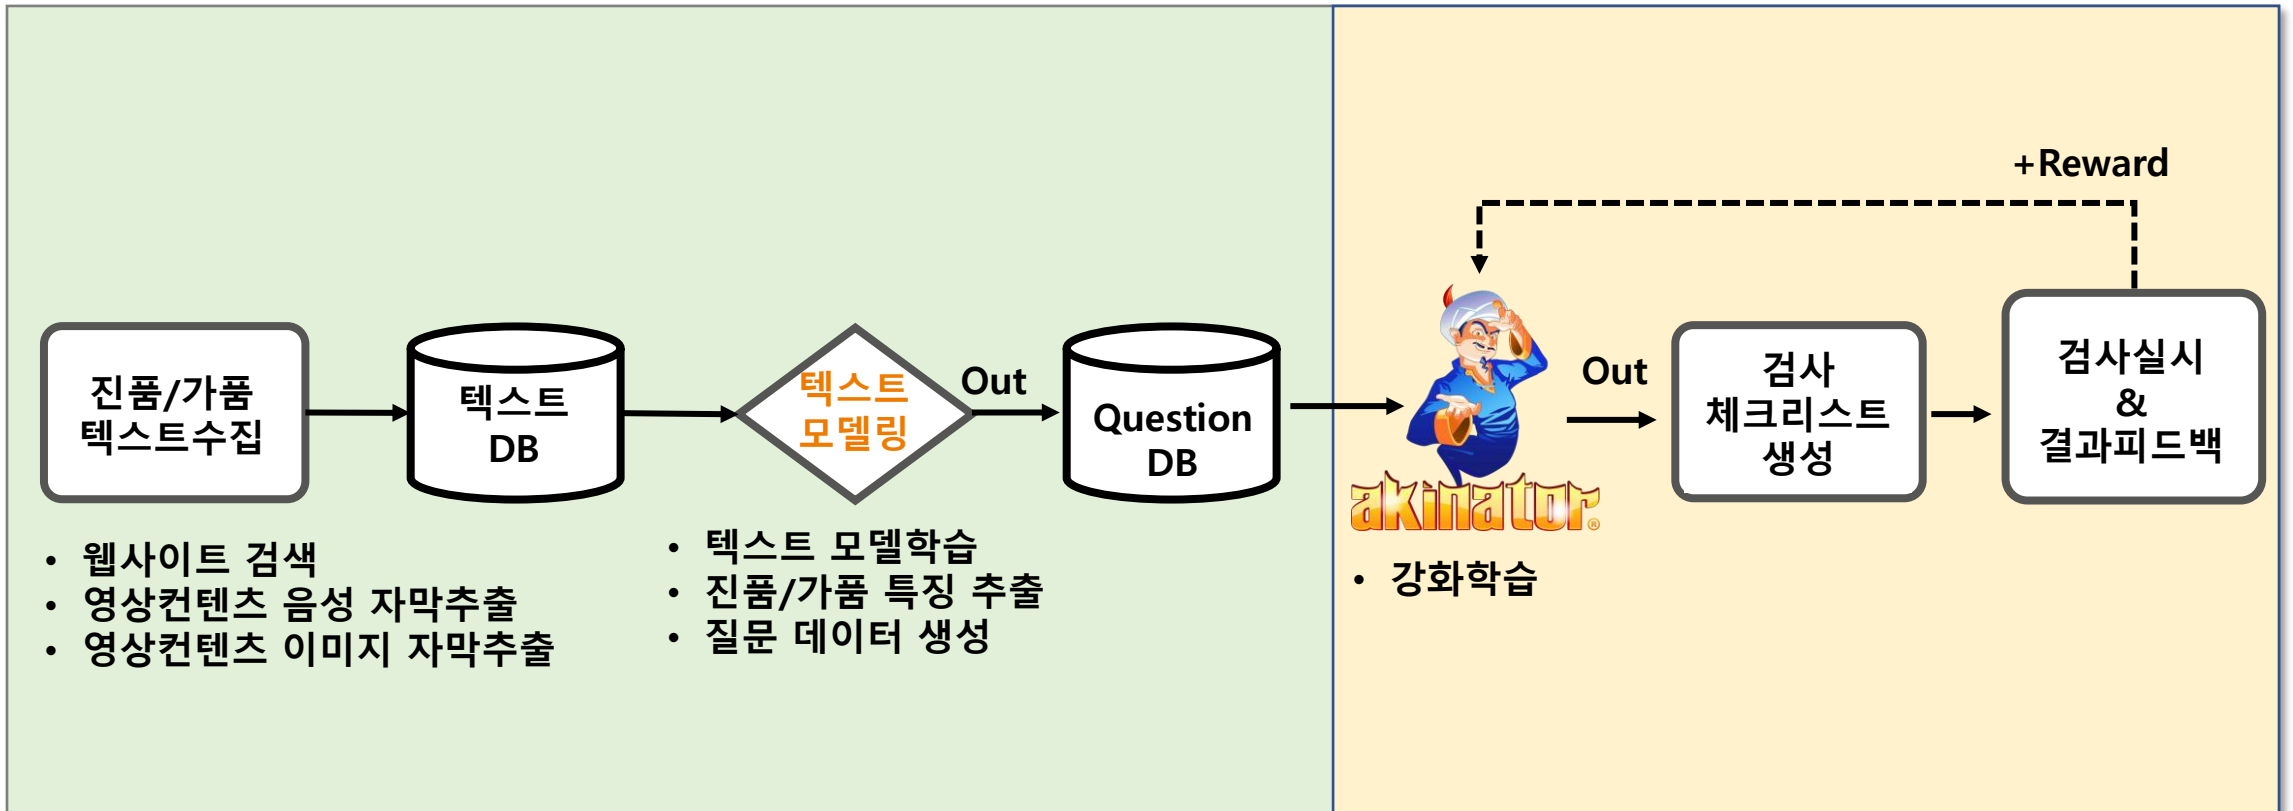 진품/가품
텍스트수집
• 웹사이트 검색
• 영상컨텐츠 음성 자막추출
• 영상컨텐츠 이미지 자막추출
텍스트
DB
텍스트
모델링
• 텍스트 모델학습
• 진품/가품 특징 추출
• 질문 데이터 생성
Out
Question
DB
akinator®
• 강화학습
Out
검사
체크리스트
생성
+Reward
검사실시
&
결과피드백